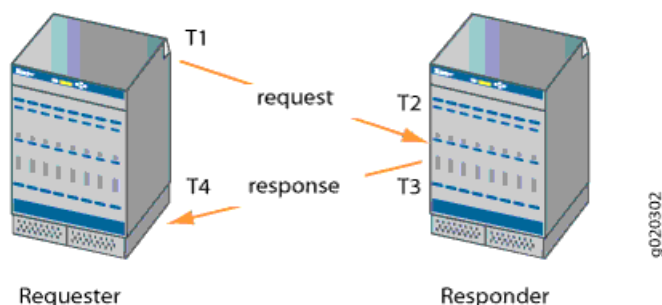 T1
request
T2
T4
response
T3
g020302
Requester
Responder